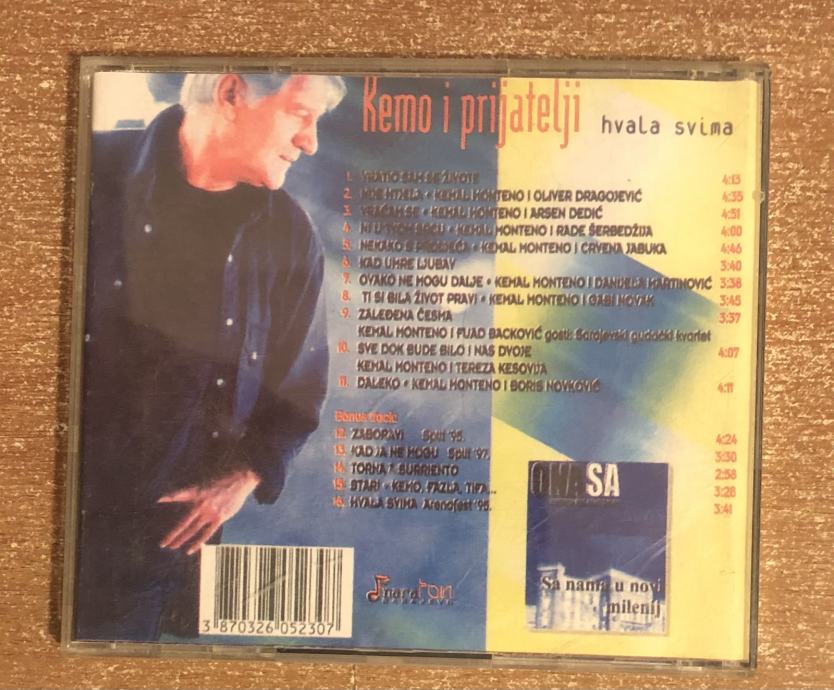 Kemo i prijatelji hvala svima
1. VRATIO SAM SE ŽIVOTE 4:13
2. HTJELA • KEMAL MONTENO I OLIVER DRAGOJEVIĆ 4:35
3. VRAĆAM SE • KEMAL MONTENO I ARSEN DEDIĆ 4:51
4. NI U TVOM SRCU • KEMAL MONTENO I RADE ŠERBEDŽIJA 4:00
5. NEKAKO S PROLJEĆA • KEMAL MONTENO I CRVENA JABUKA 4:46
6. KAD UMRE LJUBAV 3:40
7. OVAKO NE MOGU DALJE • KEMAL MONTENO I DANIJELA MARTINOVIĆ 3:38
8. TI SI BILA ŽIVOT PRAVI • KEMAL MONTENO I GABI NOVAK 3:45
9. ZALEĐENA ČESMA 3:37
KEMAL MONTENO I FUAD BACKOVIĆ gosti: Sarajevski gudački kvartet
10. SVE DOK BUDE BILO I NAS DVOJE 4:07
KEMAL MONTENO I TEREZA KESOVIJA
11. DALEKO • KEMAL MONTENO I BORIS NOVKOVIĆ 4:11
Bonus track:
12. ZABORAVI Split '95. 4:24
13. KAD JA NE MOGU Split '97. 3:30
14. TORNA A SURRIENTO 2:58
15. STARI • KEMO, FAZLA, TIFA... 3:28
16. HVALA SVIMA Arenafest '95. 3:41
ONASA
Sa nama u novi
milenij
3 870326 052307